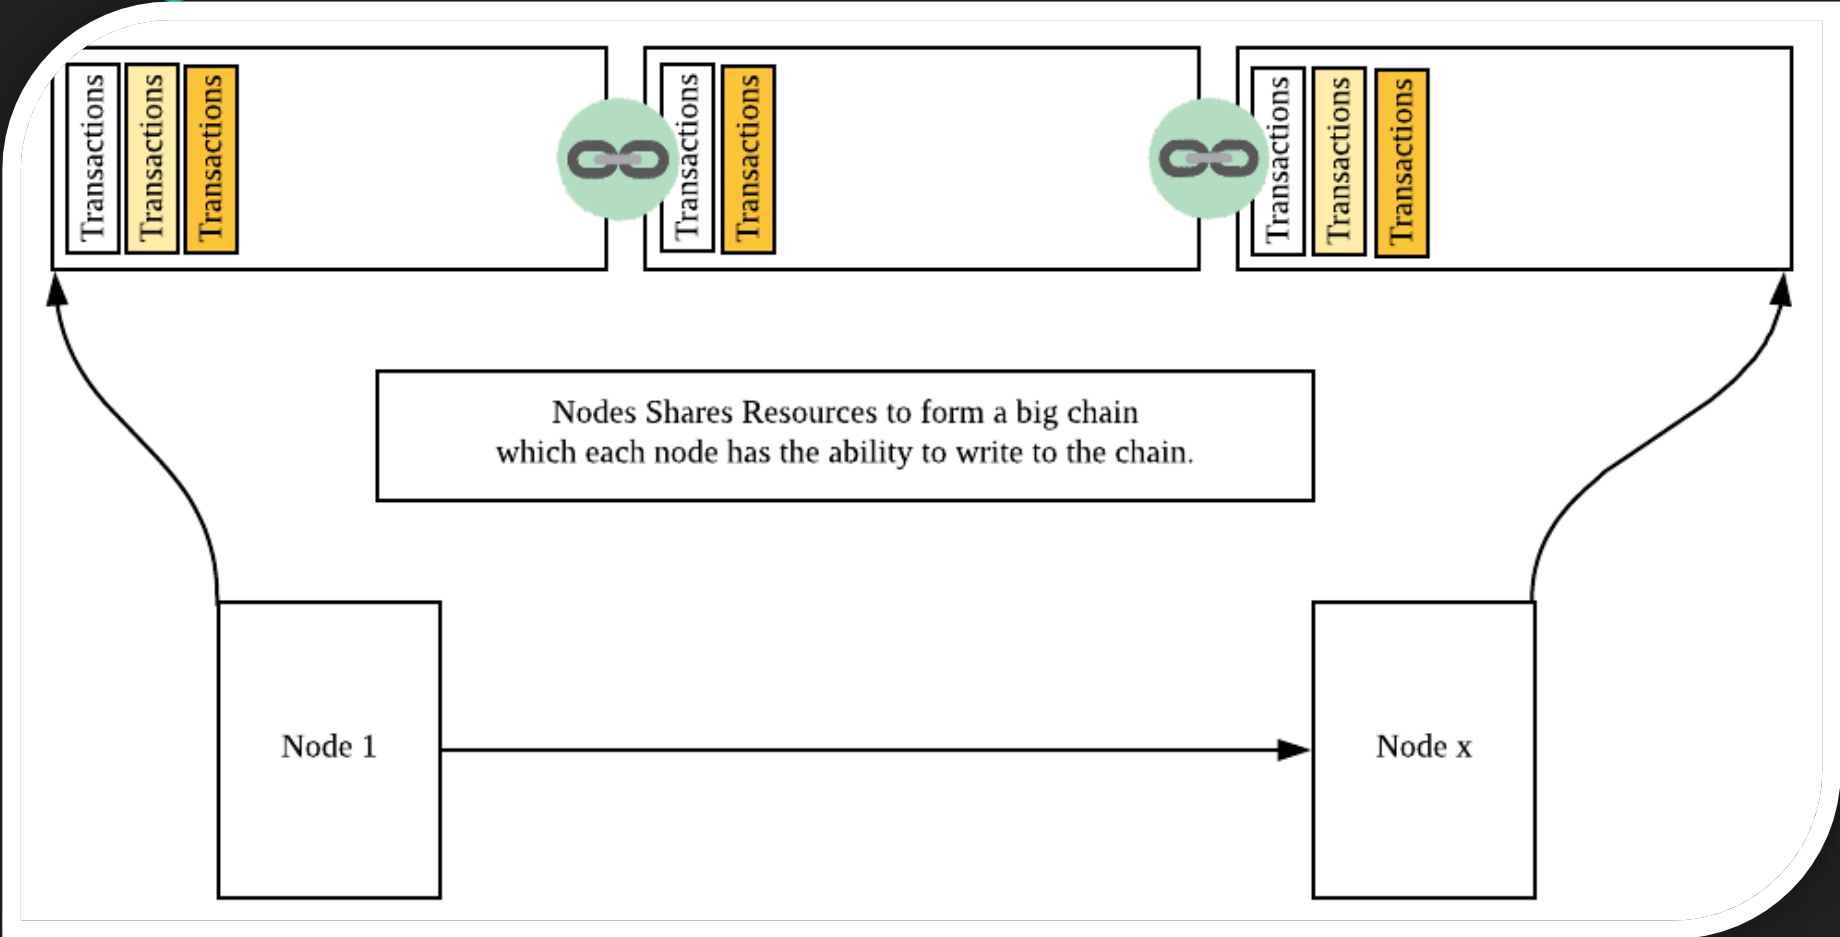 Transactions
Transactions
Transactions
Transactions
Transactions
Transactions
Transactions
Transactions
Nodes Shares Resources to form a big chain
which each node has the ability to write to the chain.
Node 1
Node x